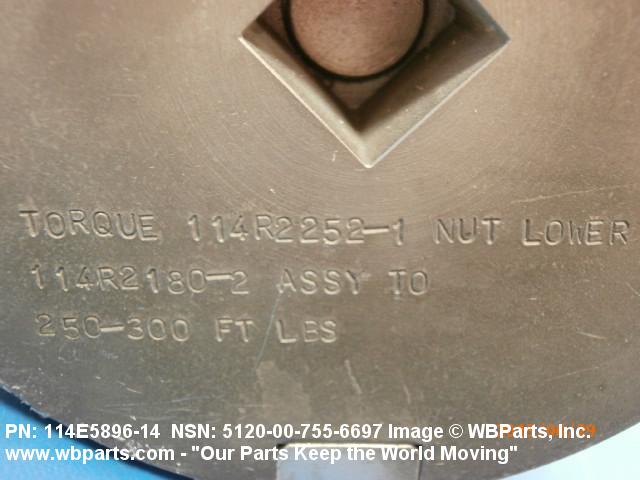 TORQUE 114R2252-1 NUT LOWER
114R2180-2 ASSY TO
250-300 FT LBS
PN: 114E5896-14 NSN: 5120-00-755-6697 Image © WBParts, Inc.
www.wbparts.com - "Our Parts Keep the World Moving"